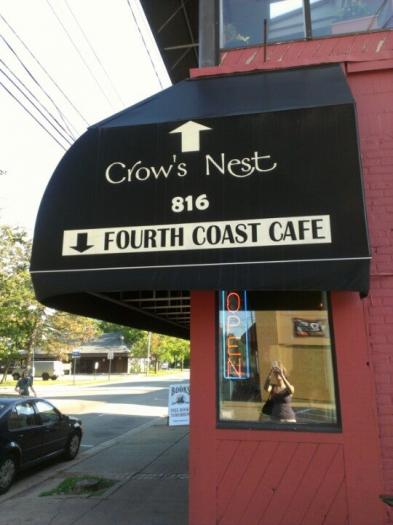 Crow's Nest
816
FOURTH COAST CAFE
OPEN
BOOKS